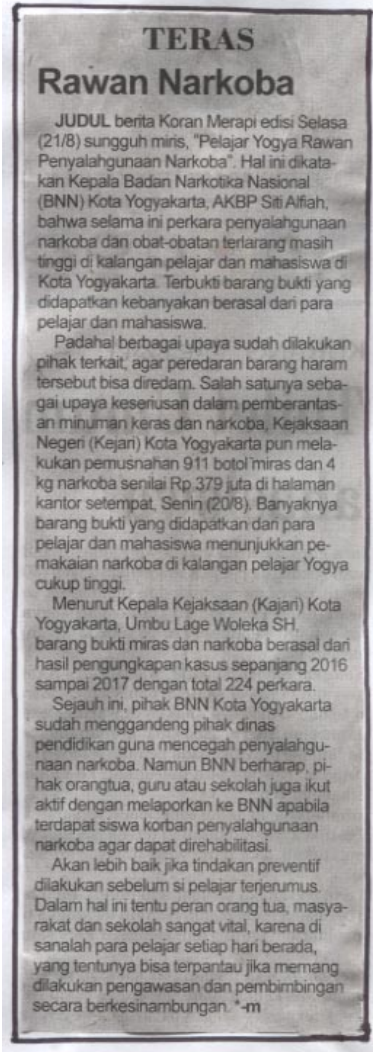 TERAS
Rawan Narkoba
JUDUL berita Koran Merapi edisi Selasa
(21/8) sungguh miris, "Pelajar Yogya Rawan
Penyalahgunaan Narkoba". Hal ini dikata-
kan Kepala Badan Narkotika Nasional
(BNN) Kota Yogyakarta, AKBP Siti Alfiah,
bahwa selama ini perkara penyalahgunaan
narkoba dan obat-obatan terlarang masih
tinggi di kalangan pelajar dan mahasiswa di
Kota Yogyakarta. Terbukti barang bukti yang
didapatkan kebanyakan berasal dari para
pelajar dan mahasiswa.
Padahal berbagai upaya sudah dilakukan
pihak terkait, agar peredaran barang haram
tersebut bisa diredam. Salah satunya seba-
gai upaya keseriusan dalam pemberantas-
an minuman keras dan narkoba, Kejaksaan
Negeri (Kejari) Kota Yogyakarta pun mela-
kukan pemusnahan 911 botol miras dan 4
kg narkoba senilai Rp 379 juta di halaman
kantor setempat, Senin (20/8). Banyaknya
barang bukti yang didapatkan dari para
pelajar dan mahasiswa menunjukkan pe-
makaian narkoba di kalangan pelajar Yogya
cukup tinggi.
Menurut Kepala Kejaksaan (Kajari) Kota
Yogyakarta, Umbu Lage Woleka SH.
barang bukti miras dan narkoba berasal dari
hasil pengungkapan kasus sepanjang 2016
sampai 2017 dengan total 224 perkara.
Sejauh ini, pihak BNN Kota Yogyakarta
sudah menggandeng pihak dinas
pendidikan guna mencegah penyalahgu-
naan narkoba. Namun BNN berharap, pi-
hak orangtua, guru atau sekolah juga ikut
aktif dengan melaporkan ke BNN apabila
terdapat siswa korban penyalahgunaan
narkoba agar dapat direhabilitasi.
Akan lebih baik jika tindakan preventif
dilakukan sebelum si pelajar terjerumus.
Dalam hal ini tentu peran orang tua, masya-
rakat dan sekolah sangat vital, karena di
sanalah para pelajar setiap hari berada,
yang tentunya bisa terpantau jika memang
dilakukan pengawasan dan pembimbingan
secara berkesinambungan. *-m